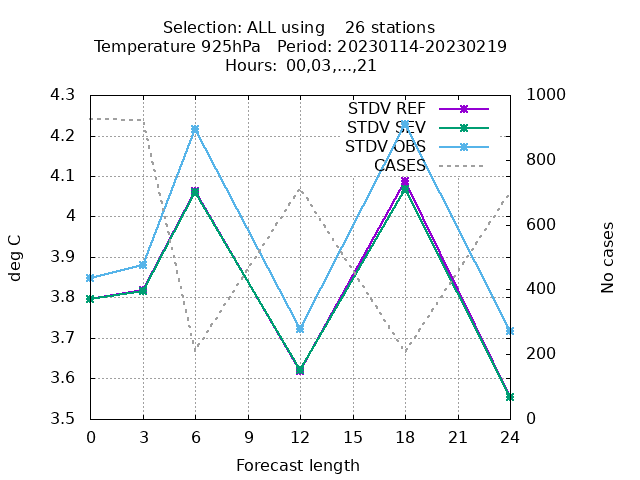 Selection: ALL using    26 stations
Temperature 925hPa   Period: 20230114-20230219
Hours:  00,03,...,21
STDV REF
STDV SEV
STDV OBS
CASES
deg C
4.3
4.2
4.1
4
3.9
3.8
3.7
3.6
3.5
1000
800
600
400
200
0
No cases
0 3 6 9 12 15 18 21 24
Forecast length